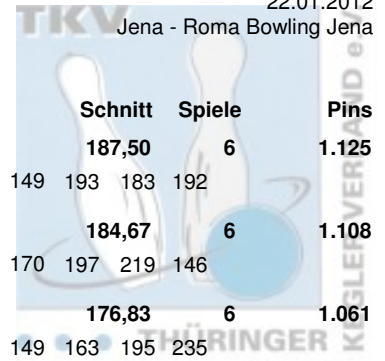 22.01.2012
TKV
Jena - Roma Bowling Jena
Schnitt Spiele Pins
187,50 6 1.125
149 193 183 192
184,67 6 1.108
170 197 219 146
176,83 6 1.061
149 163 195 235
THÜRINGER
KEGLER VERBAND e V